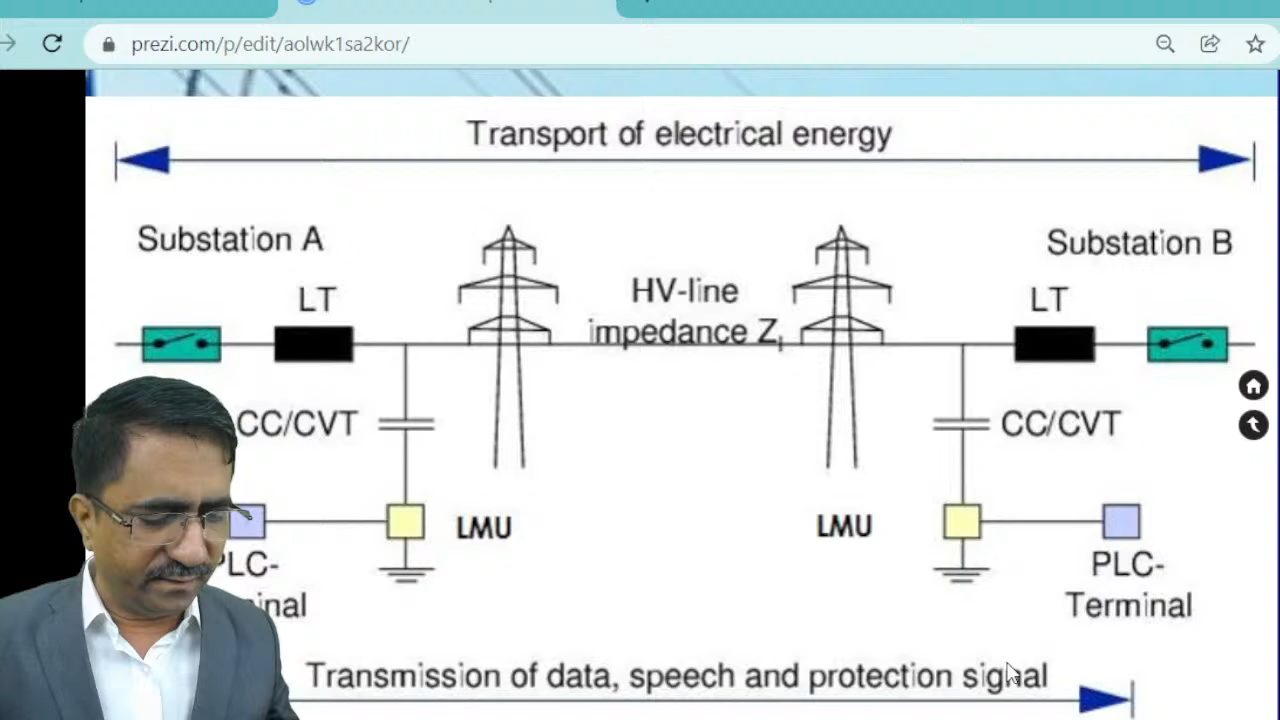 prezi.com/p/edit/aolwk1sa2kor/
Transport of electrical energy
Substation A
Substation B
LT
HV-line
impedance Z
LT
CC/CVT
CC/CVT
LMU
LMU
PLC-
Terminal
Transmission of data, speech and protection signal